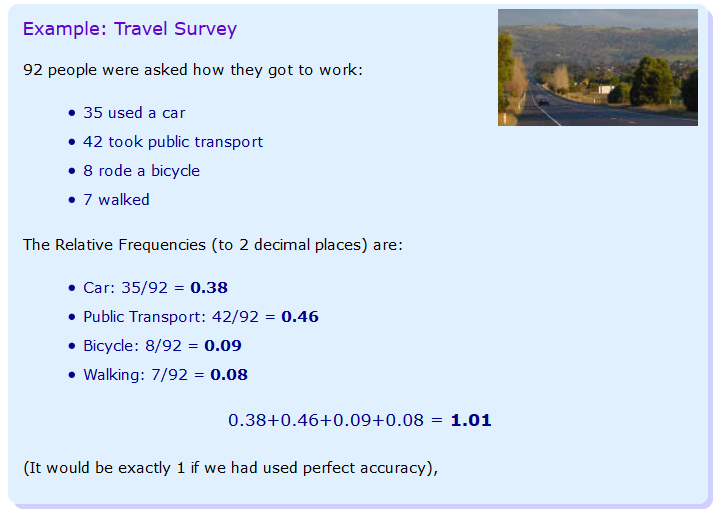 Example: Travel Survey
92 people were asked how they got to work:
• 35 used a car
• 42 took public transport
• 8 rode a bicycle
• 7 walked
The Relative Frequencies (to 2 decimal places) are:
• Car: 35/92 = 0.38
• Public Transport: 42/92 = 0.46
• Bicycle: 8/92 = 0.09
• Walking: 7/92 = 0.08
0.38+0.46+0.09+0.08 = 1.01
(It would be exactly 1 if we had used perfect accuracy),